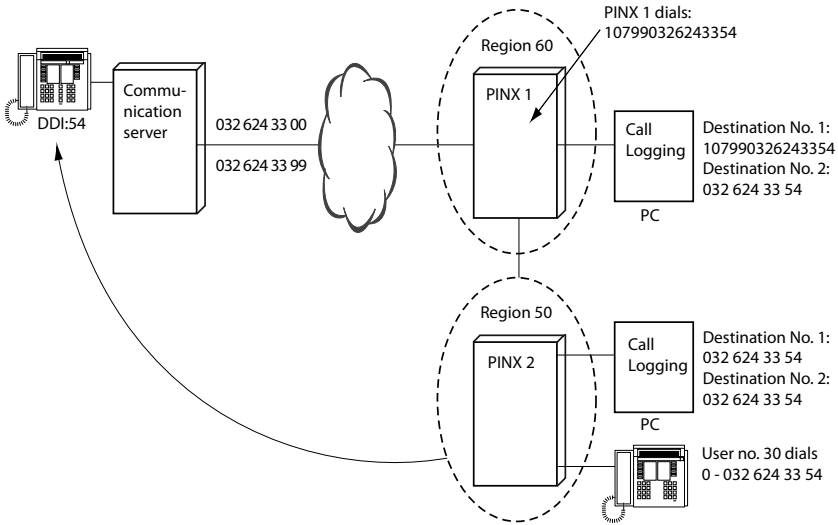 PINX 1 dials:
107990326243354
Region 60
Commu-
nication
server
PINX 1
DDI:54
032 624 33 00
032 624 33 99
Call
Logging
PC
Destination No. 1:
107990326243354
Destination No. 2:
032 624 33 54
Region 50
PINX 2
Call
Logging
PC
Destination No. 1:
032 624 33 54
Destination No. 2:
032 624 33 54
User no. 30 dials
0 - 032 624 33 54